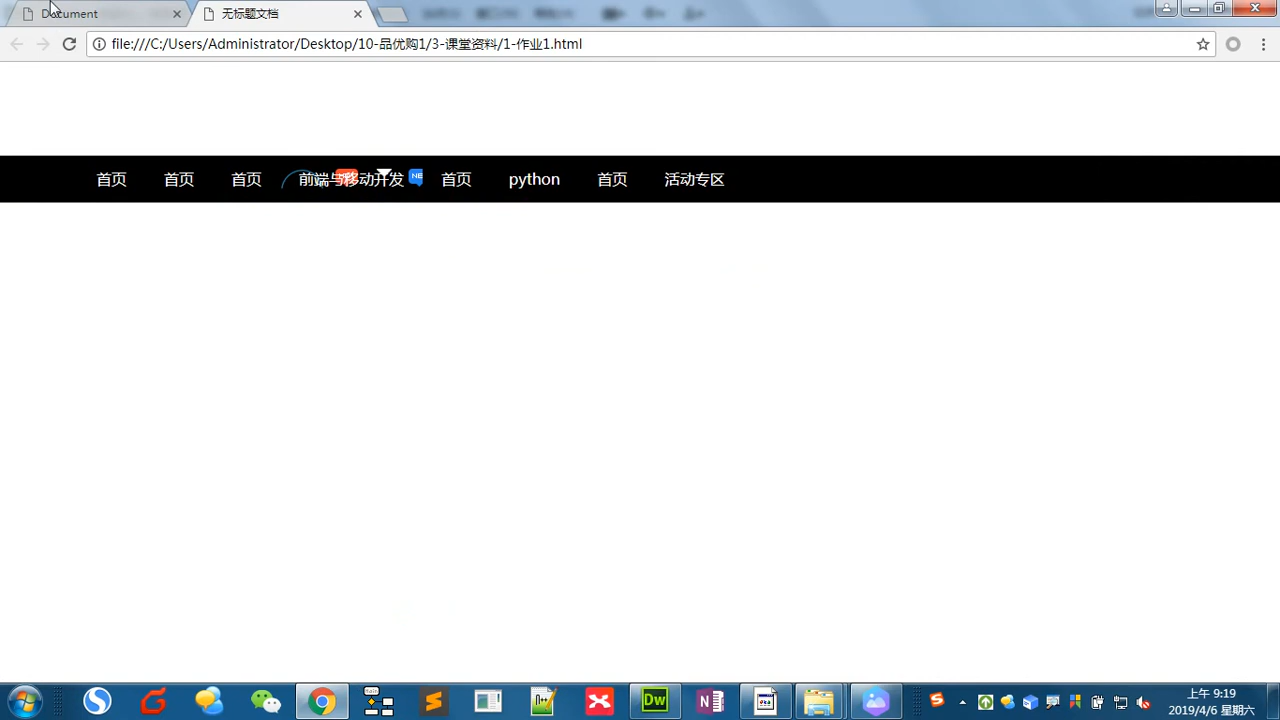 Document
无标题文档
file:///C:/Users/Administrator/Desktop/10-品优购1/3-课堂资料/1-作业1.html
首页 首页 首页 前端与移动开发 NE 首页 python 首页 活动专区
Dw
N
S
上午 9:19
2019/4/6 星期六